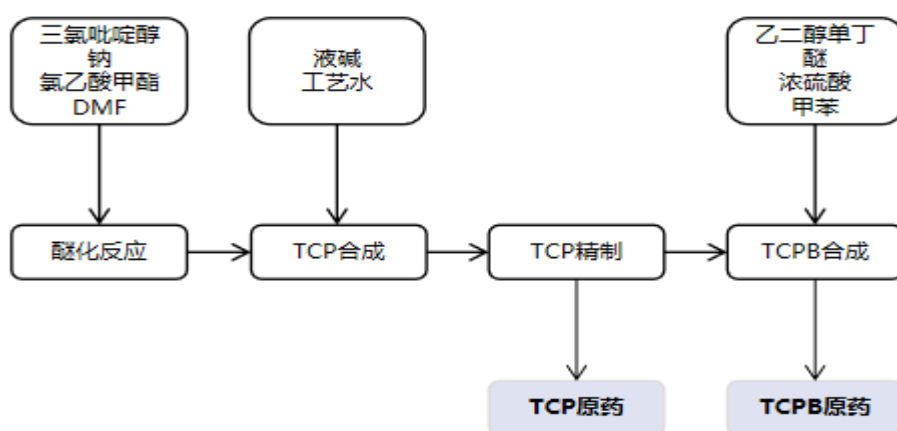 三氯吡啶醇
钠
氯乙酸甲酯
DMF
液碱
工艺水
乙二醇单丁
醚
浓硫酸
甲苯
醚化反应
TCP合成
TCP精制
TCPB合成
TCP原药
TCPB原药